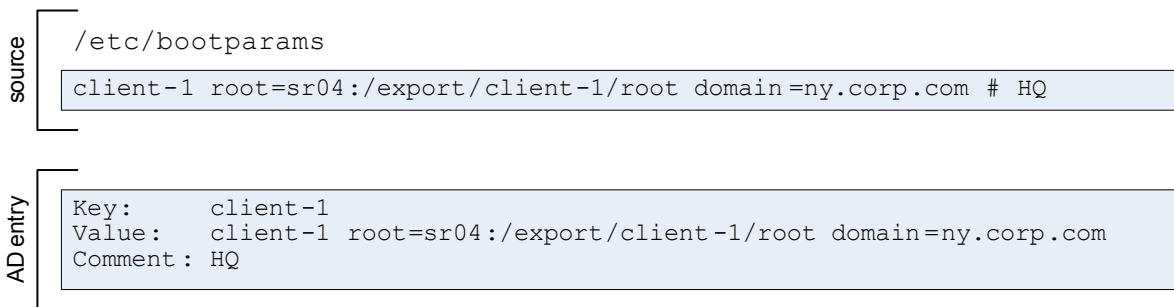 source
/etc/bootparams
client-1 root=sr04:/export/client-1/root domain=ny.corp.com # HQ
AD entry
Key: client-1
Value: client-1 root=sr04:/export/client-1/root domain=ny.corp.com
Comment: HQ